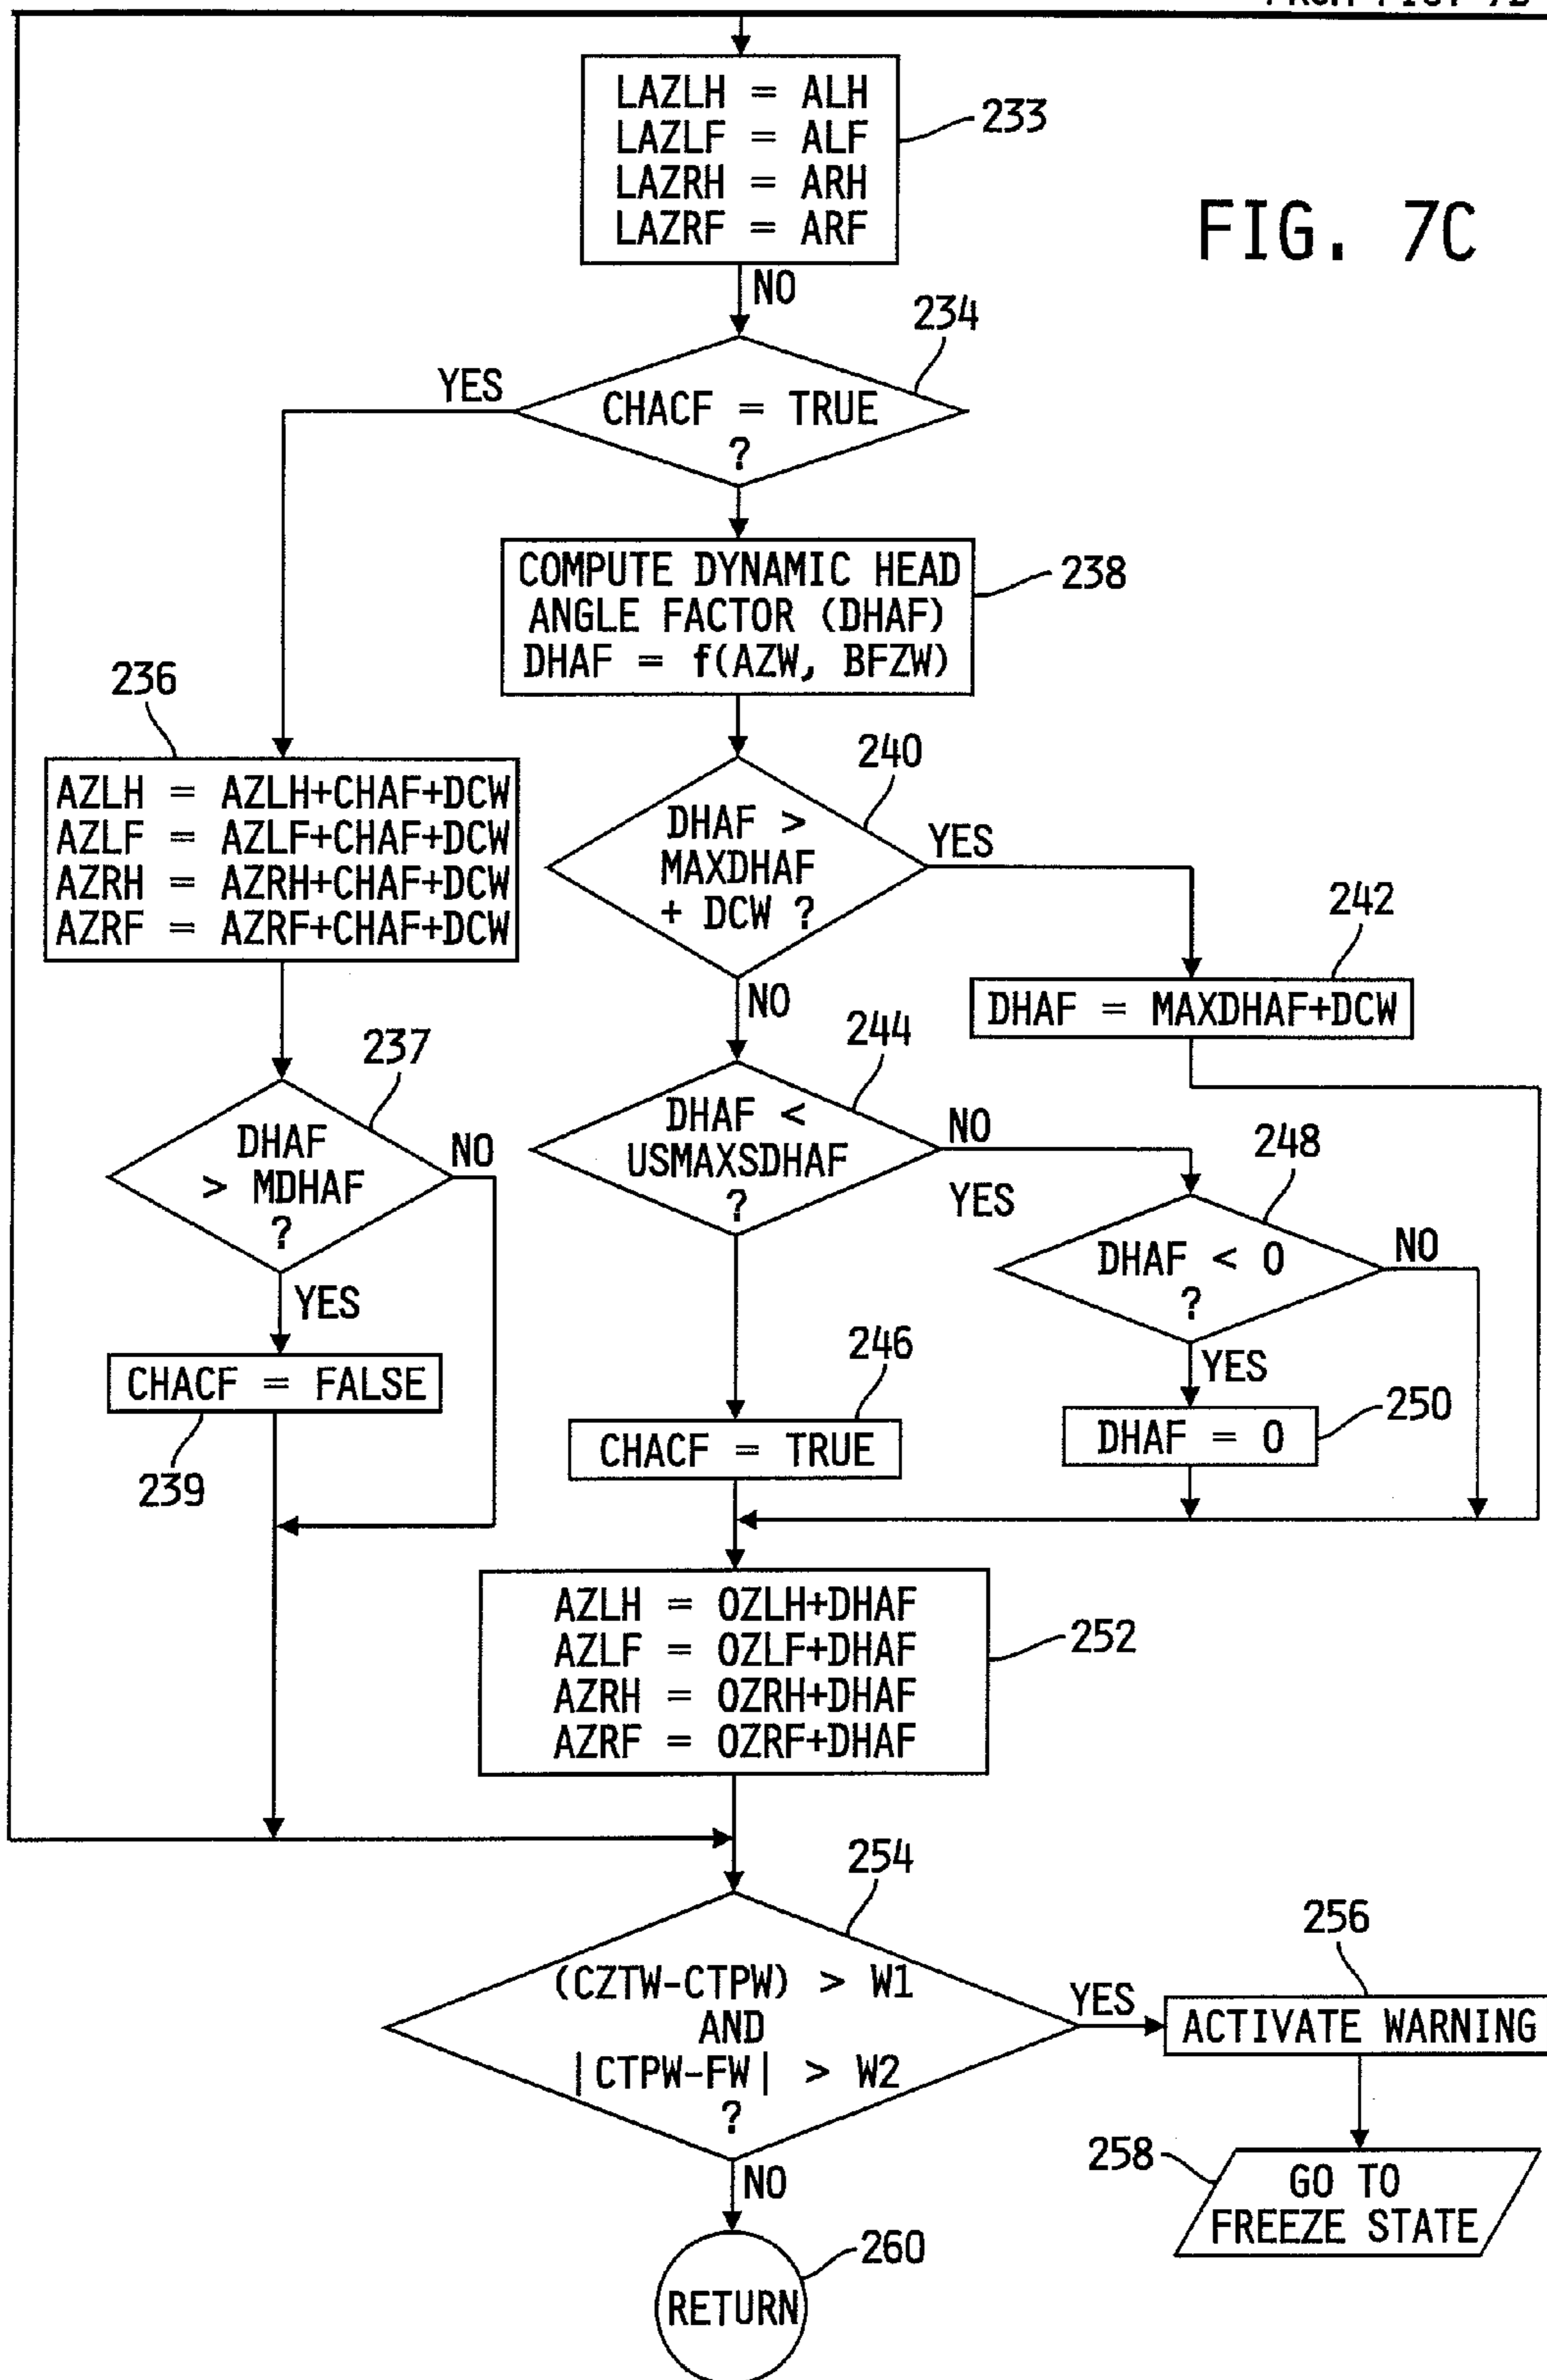 FROM FIG. 7B
LAZLH = ALH
LAZLF = ALF
LAZRH = ARH
LAZRF = ARF
233
FIG. 7C
NO
234
YES
CHACF = TRUE
?
COMPUTE DYNAMIC HEAD
ANGLE FACTOR (DHAF)
DHAF = f(AZW, BFZW)
238
236
AZLH = AZLH+CHAF+DCW
AZLF = AZLF+CHAF+DCW
AZRH = AZRH+CHAF+DCW
AZRF = AZRF+CHAF+DCW
240
DHAF >
MAXDHAF
+ DCW ?
YES
NO
242
DHAF = MAXDHAF+DCW
237
DHAF
> MDHAF
?
NO
YES
244
DHAF <
USMAXSDHAF
?
NO
YES
248
DHAF < 0
?
NO
YES
CHACF = FALSE
239
246
CHACF = TRUE
DHAF = 0
250
AZLH = OZLH+DHAF
AZLF = OZLF+DHAF
AZRH = OZRH+DHAF
AZRF = OZRF+DHAF
252
254
(CZTW-CTPW) > W1
AND
|CTPW-FW| > W2
?
YES
NO
256
ACTIVATE WARNING
258
GO TO
FREEZE STATE
260
RETURN